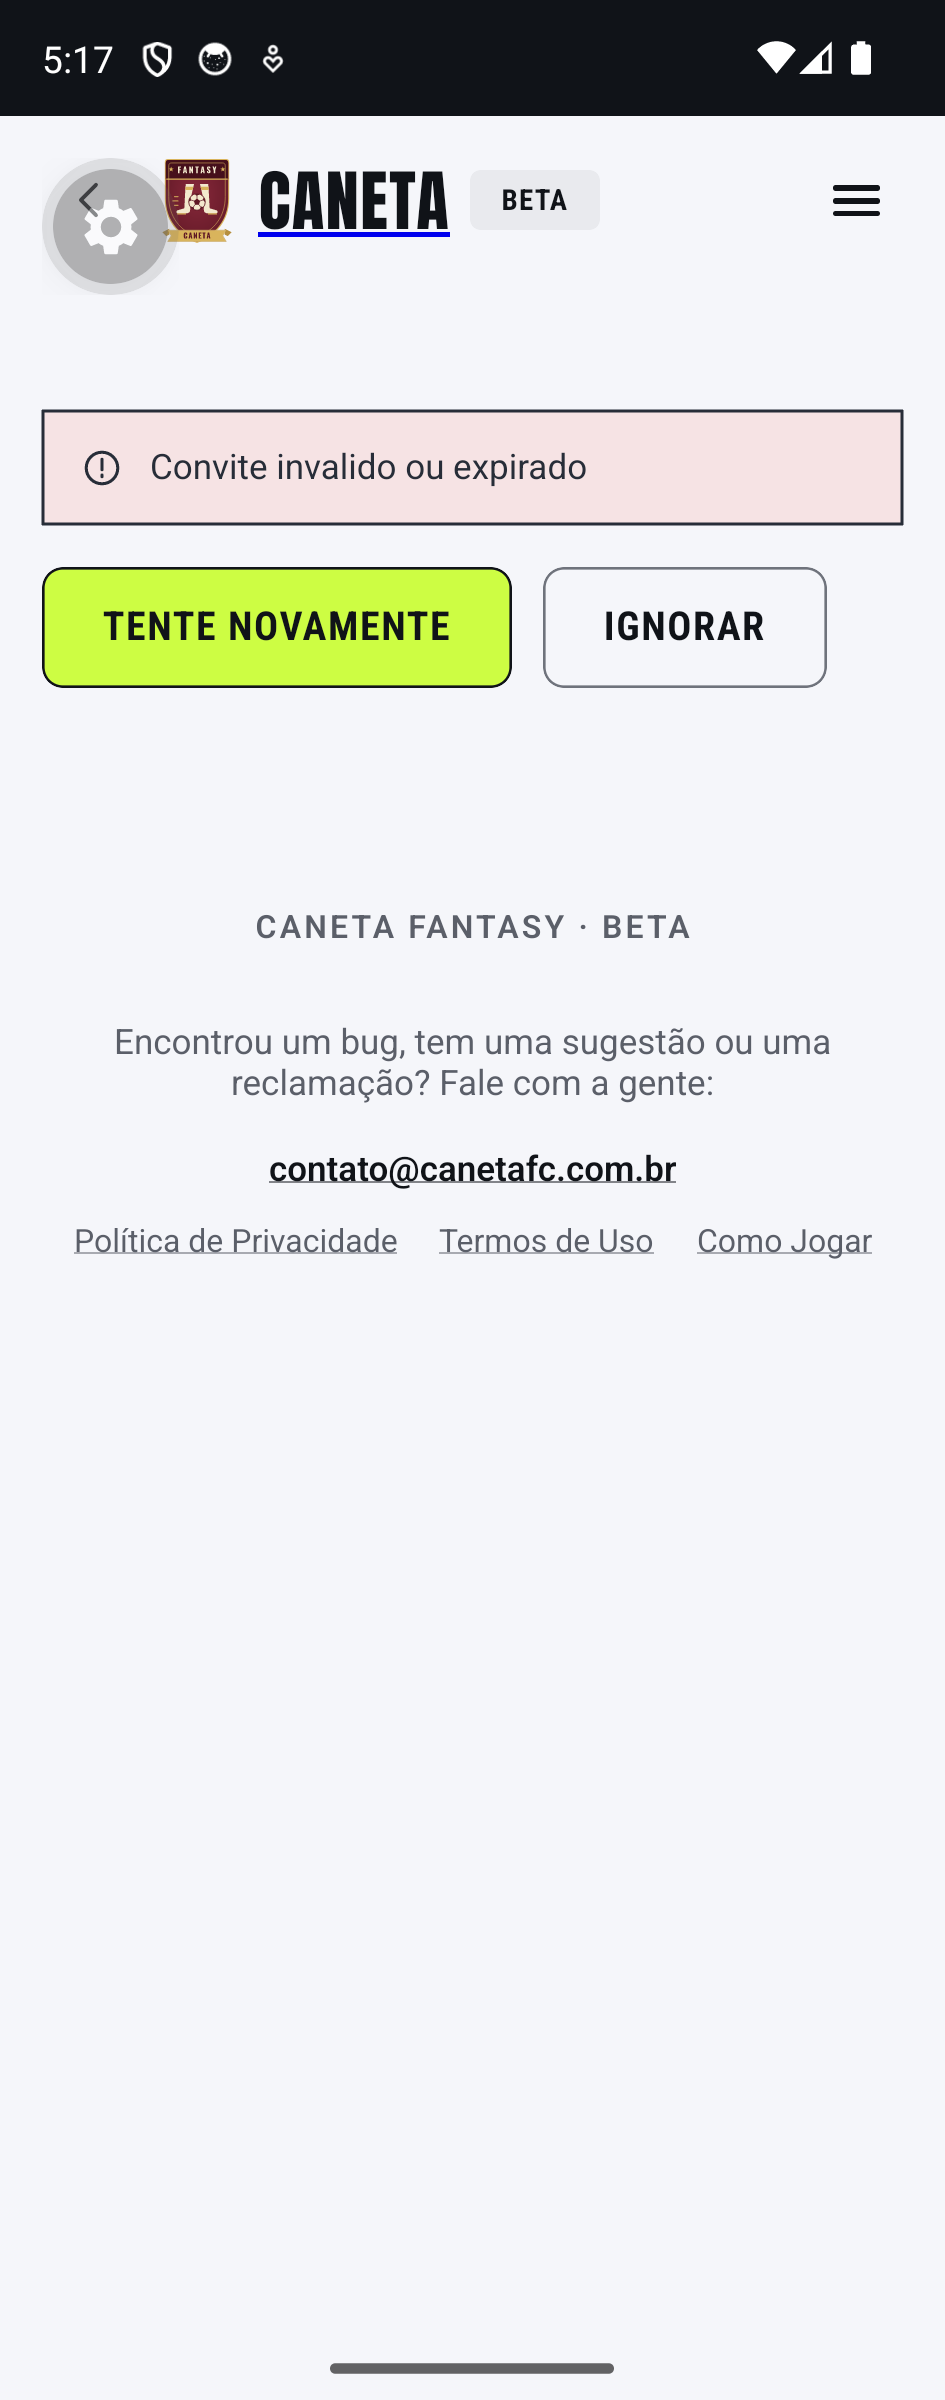 5:17
FANTASY
CANETA
CANETA
BETA
Convite invalido ou expirado
TENTE NOVAMENTE
IGNORAR
CANETA FANTASY · BETA
Encontrou um bug, tem uma sugestão ou uma
reclamação? Fale com a gente:
contato@canetafc.com.br
Política de Privacidade Termos de Uso Como Jogar